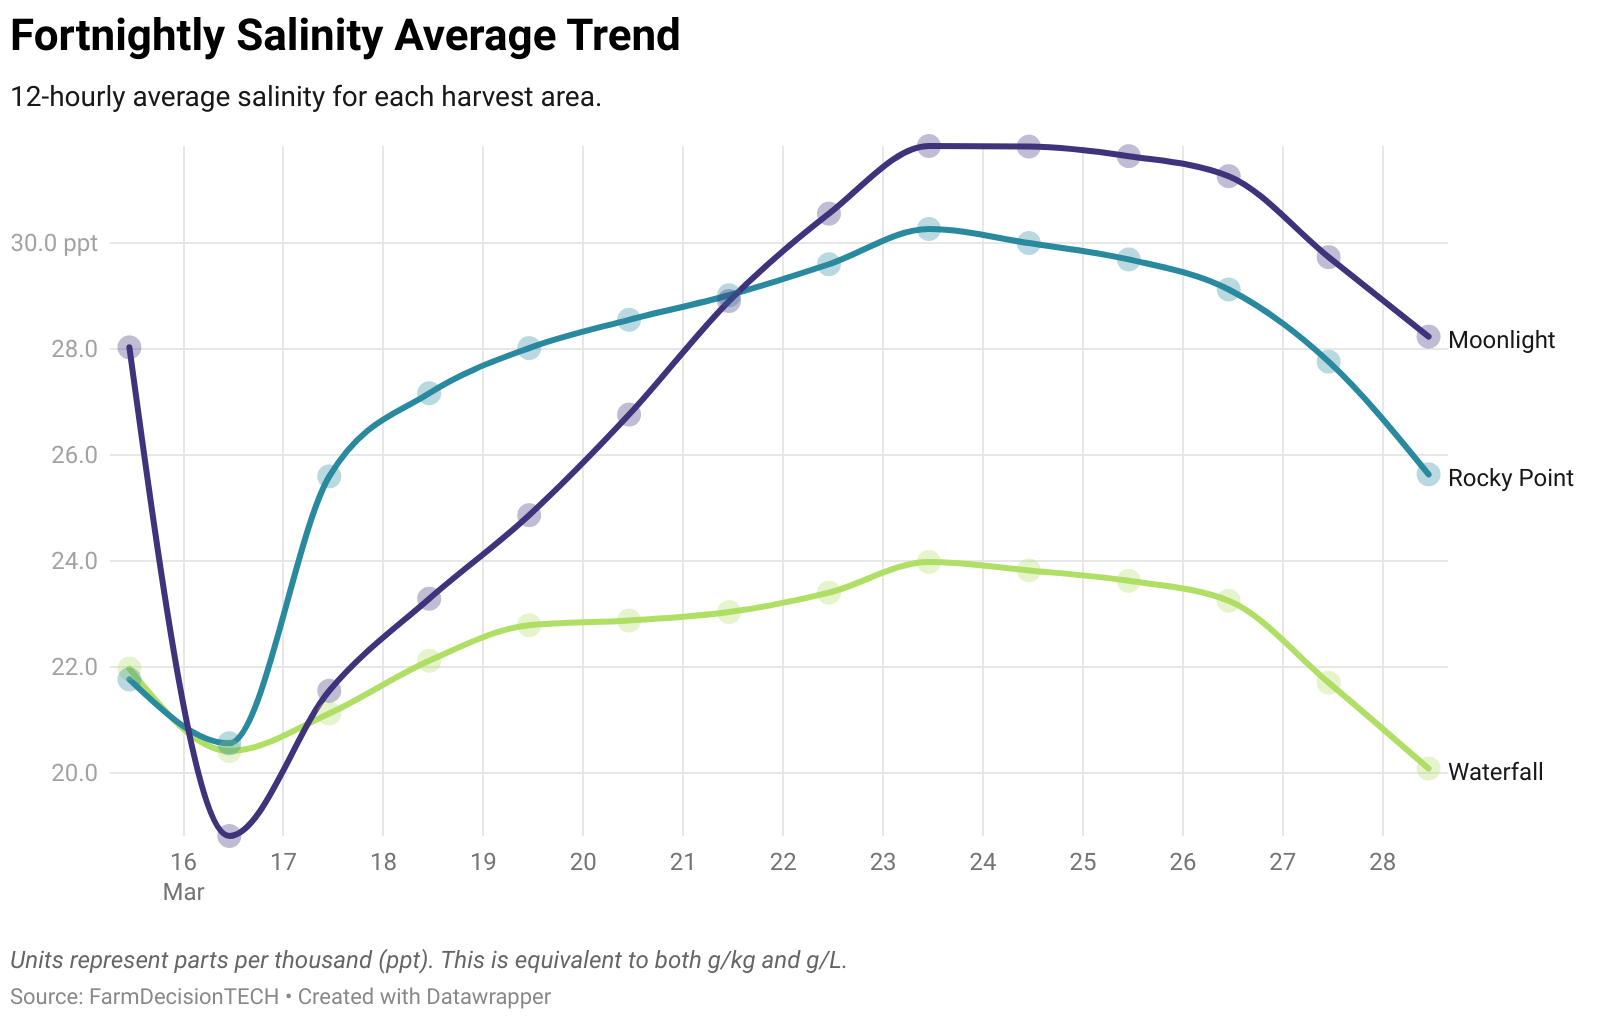 Fortnightly Salinity Average Trend
12-hourly average salinity for each harvest area.
30.0 ppt
28.0
26.0
24.0
22.0
20.0
Moonlight
Rocky Point
Waterfall
16 17 18 19 20 21 22 23 24 25 26 27 28
Mar
Units represent parts per thousand (ppt). This is equivalent to both g/kg and g/L.
Source: FarmDecisionTECH • Created with Datawrapper